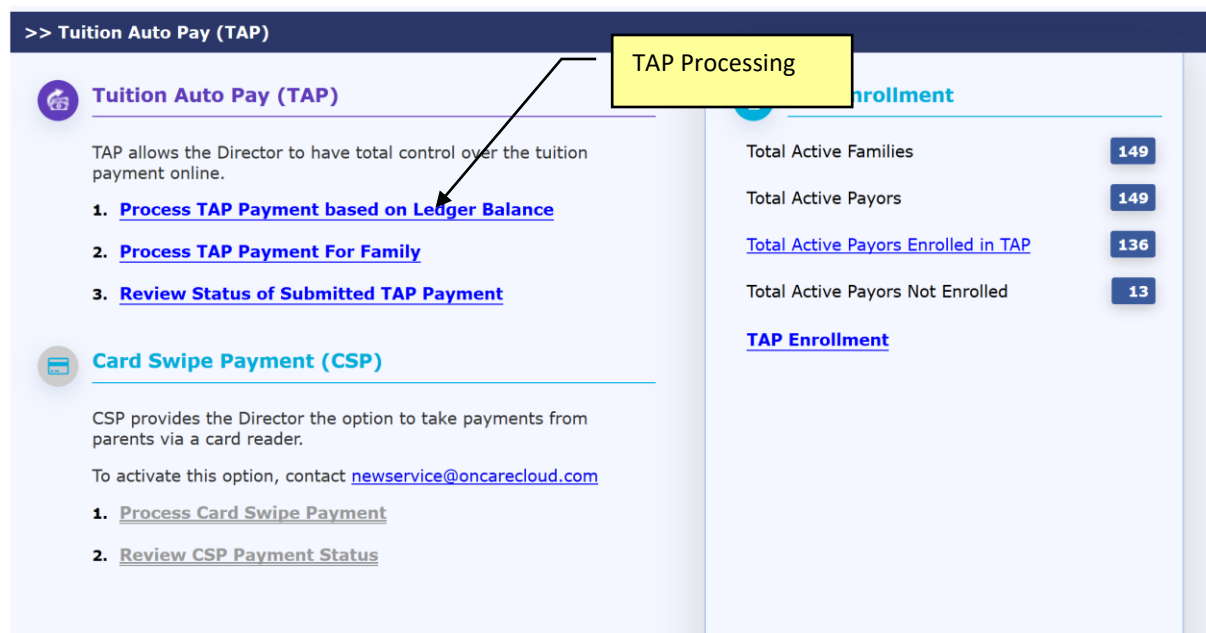 >> Tuition Auto Pay (TAP)
TAP Processing
Tuition Auto Pay (TAP)
TAP allows the Director to have total control over the tuition
payment online.
1. Process TAP Payment based on Ledger Balance
2. Process TAP Payment For Family
3. Review Status of Submitted TAP Payment
Card Swipe Payment (CSP)
CSP provides the Director the option to take payments from
parents via a card reader.
To activate this option, contact newservice@oncarecloud.com
1. Process Card Swipe Payment
2. Review CSP Payment Status
Total Active Families 149
Total Active Payors 149
Total Active Payors Enrolled in TAP 136
Total Active Payors Not Enrolled 13
TAP Enrollment